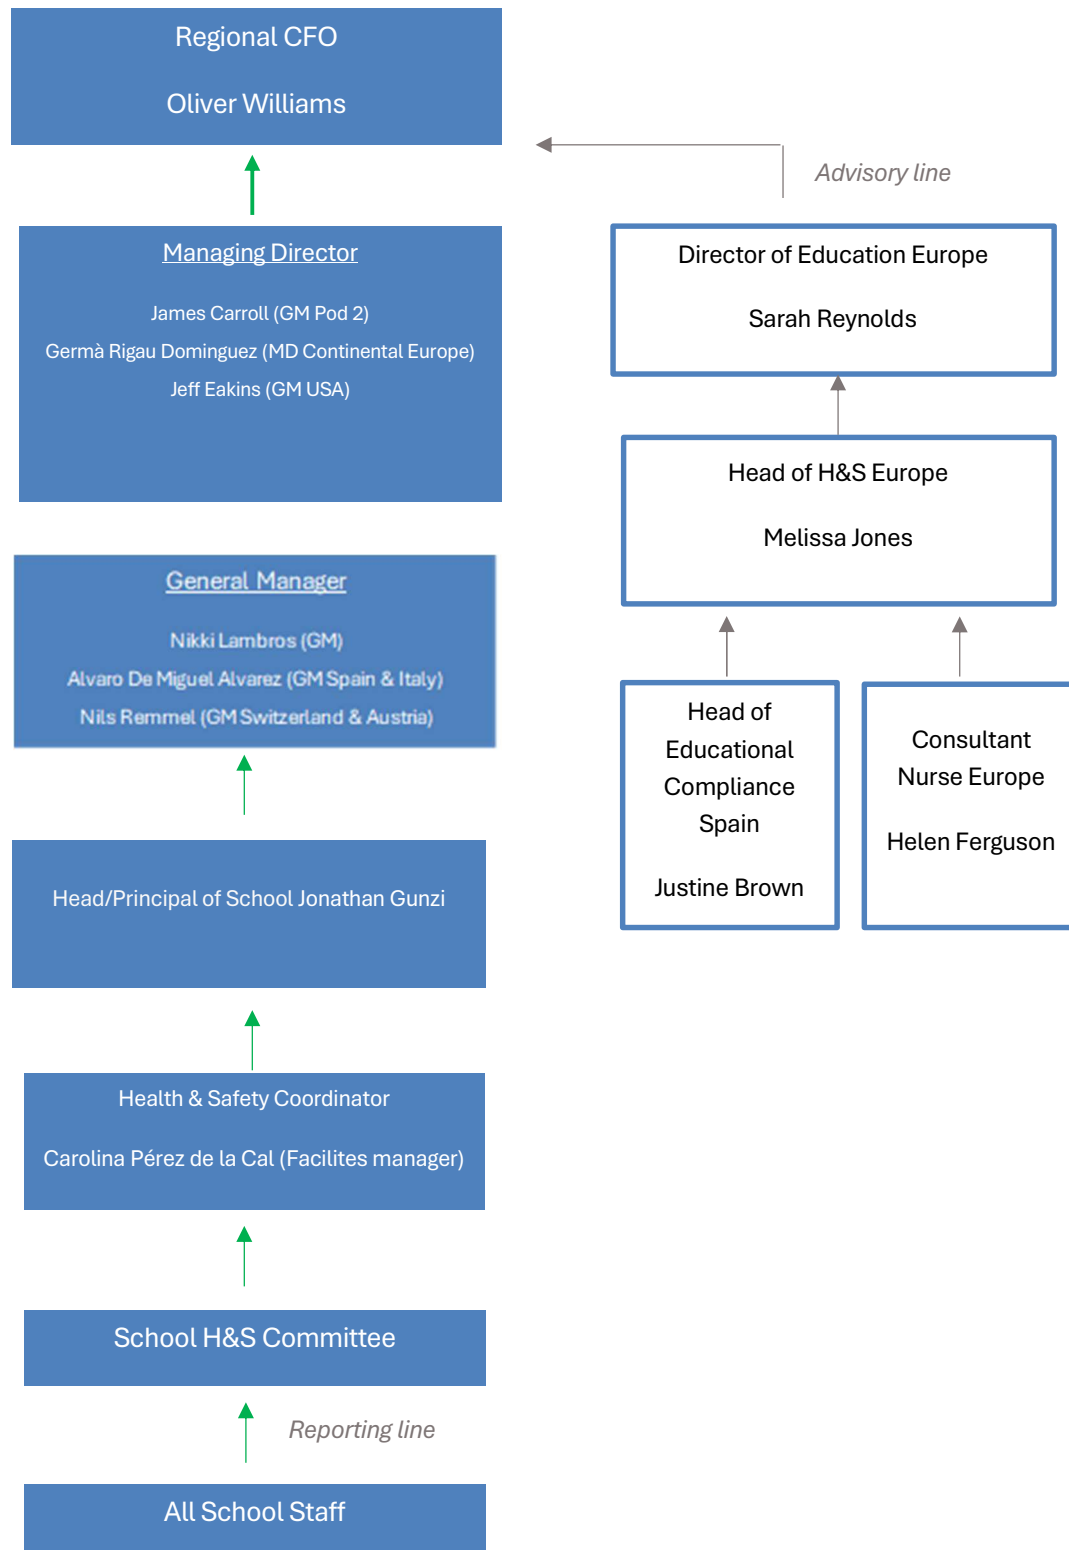 Regional CFO
Oliver Williams
Advisory line
Managing Director
James Carroll (GM Pod 2)
Germà Rigau Dominguez (MD Continental Europe)
Jeff Eakins (GM USA)
Director of Education Europe
Sarah Reynolds
Head of H&S Europe
Melissa Jones
General Manager
Nikki Lambros (GM)
Alvaro De Miguel Alvarez (GM Spain & Italy)
Nils Remmel (GM Switzerland & Austria)
Head of
Educational
Compliance
Spain
Justine Brown
Consultant
Nurse Europe
Helen Ferguson
Head/Principal of School Jonathan Gunzi
Health & Safety Coordinator
Carolina Pérez de la Cal (Facilites manager)
School H&S Committee
Reporting line
All School Staff